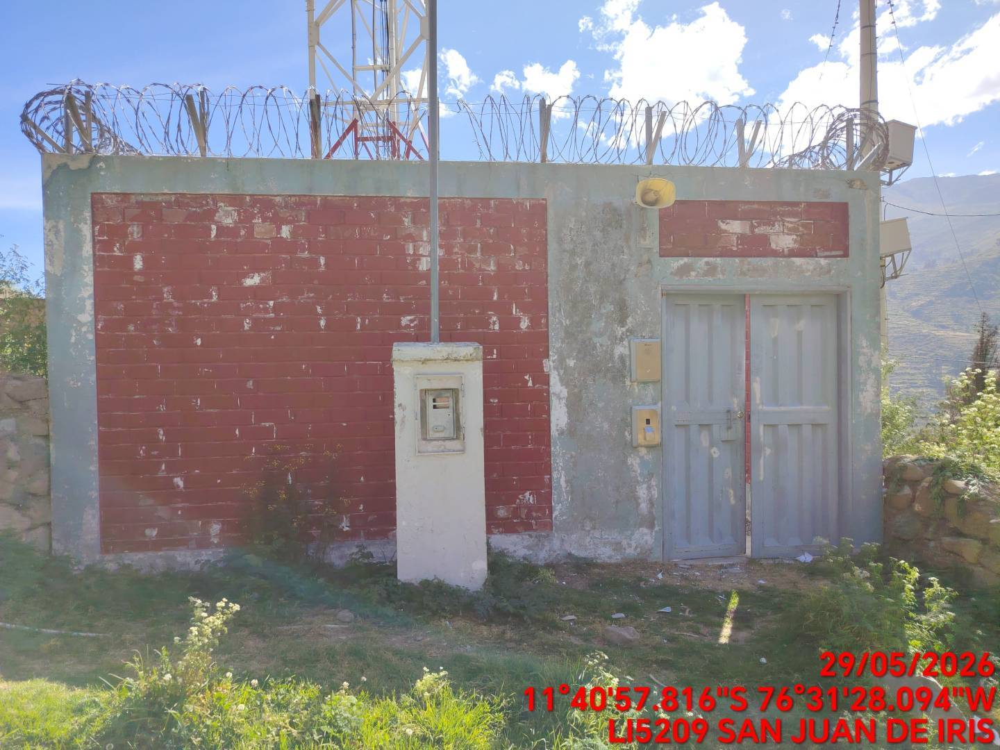 29/05/2026
11°40'57.816"S 76°31'28.094"W
LI5209 SAN JUAN DE IRIS